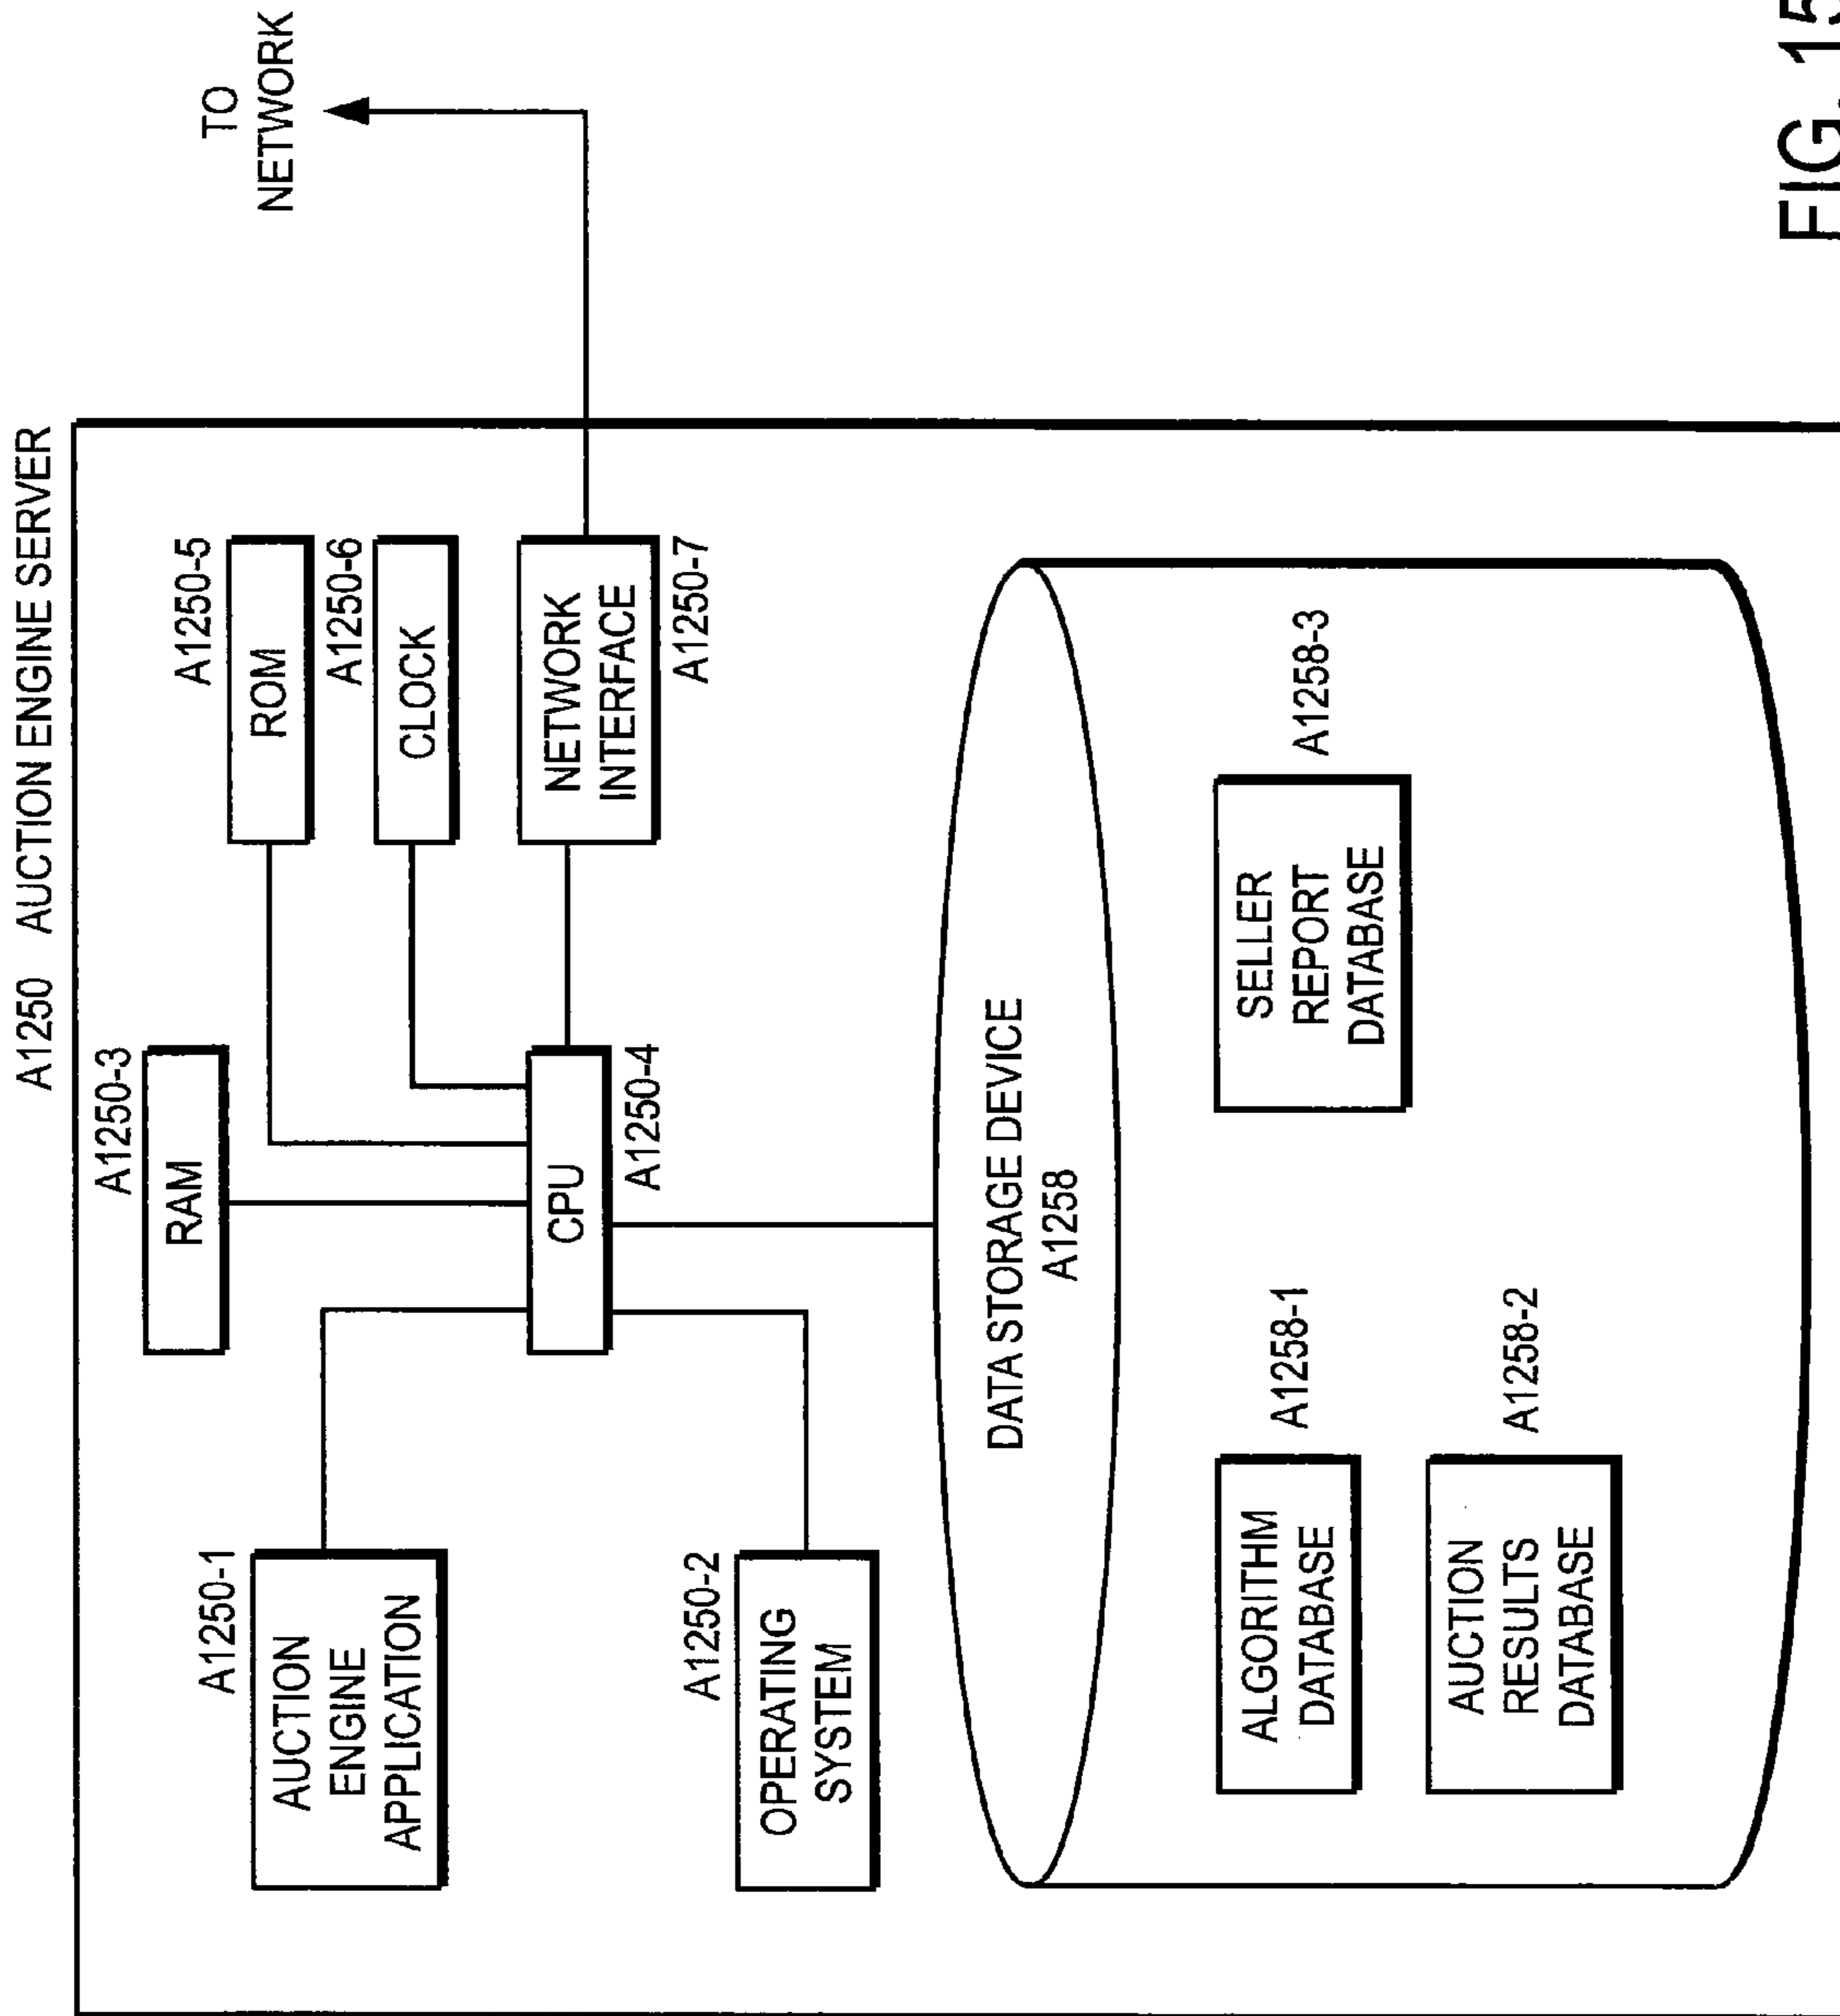 A1250 AUCTION ENGINE SERVER
A1250-1
AUCTION
ENGINE
APPLICATION
A1250-2
OPERATING
SYSTEM
A1250-3
RAM
CPU
A1250-4
A1250-5
ROM
A1250-6
CLOCK
NETWORK
INTERFACE
A1250-7
TO
NETWORK
DATA STORAGE DEVICE
A1258
ALGORITHM
DATABASE
A1258-1
AUCTION
RESULTS
DATABASE
A1258-2
SELLER
REPORT
DATABASE
A1258-3
FIG. 15